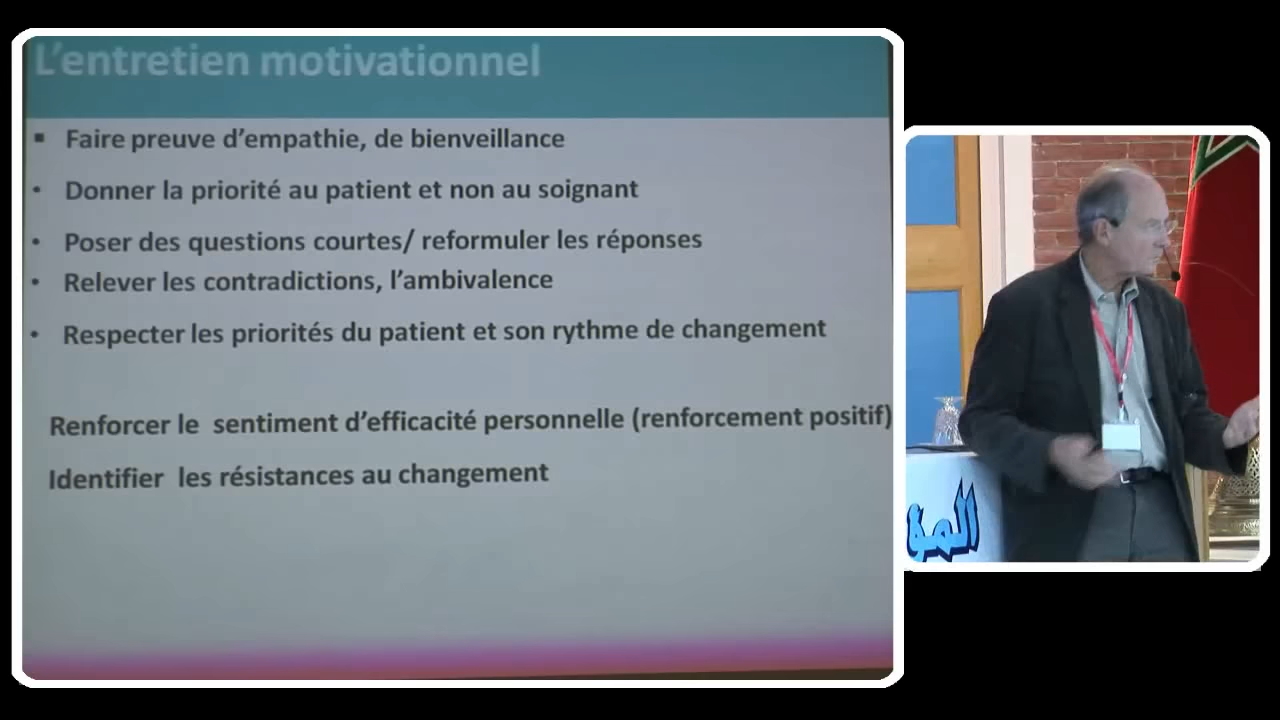 L'entretien motivationnel
▪ Faire preuve d'empathie, de bienveillance
• Donner la priorité au patient et non au soignant
• Poser des questions courtes/ reformuler les réponses
• Relever les contradictions, l'ambivalence
• Respecter les priorités du patient et son rythme de changement
Renforcer le sentiment d'efficacité personnelle (renforcement positif)
Identifier les résistances au changement
المؤ